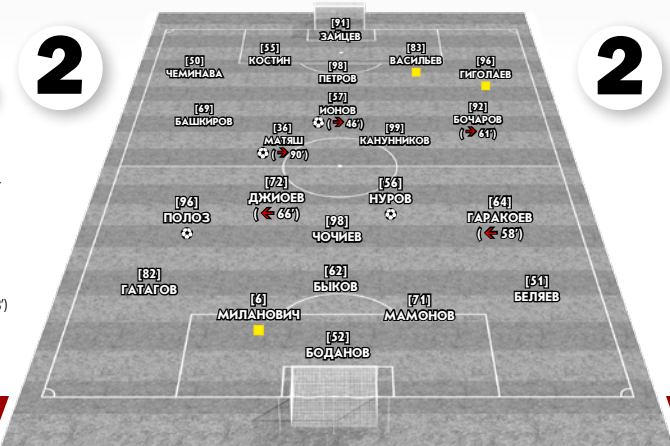 2
2
[91]
ЗАЙЦЕВ
[50]
ЧЕМИНАВА
[55]
КОСТИН
[98]
ПЕТРОВ
[83]
ВАСИЛЬЕВ
[96]
ГИГОЛАЕВ
[69]
БАШКИРОВ
[57]
ИОНОВ
( 46')
[36]
МАТЯШ
( 90')
[99]
КАНУННИКОВ
[92]
БОЧАРОВ
( 61')
[96]
ПОЛОЗ
[72]
ДЖИОЕВ
( 66')
[56]
НУРОВ
[98]
ЧОЧИЕВ
[64]
ГАРАКОЕВ
( 58')
[82]
ГАТАГОВ
[6]
МИЛАНОВИЧ
[62]
БЫКОВ
[71]
МАМОНОВ
[51]
БЕЛЯЕВ
[52]
БОДАНОВ
')